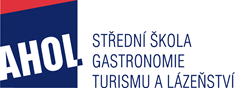 AHOL
STŘEDNÍ ŠKOLA
GASTRONOMIE
TURISMU A LÁZEŇSTVÍ